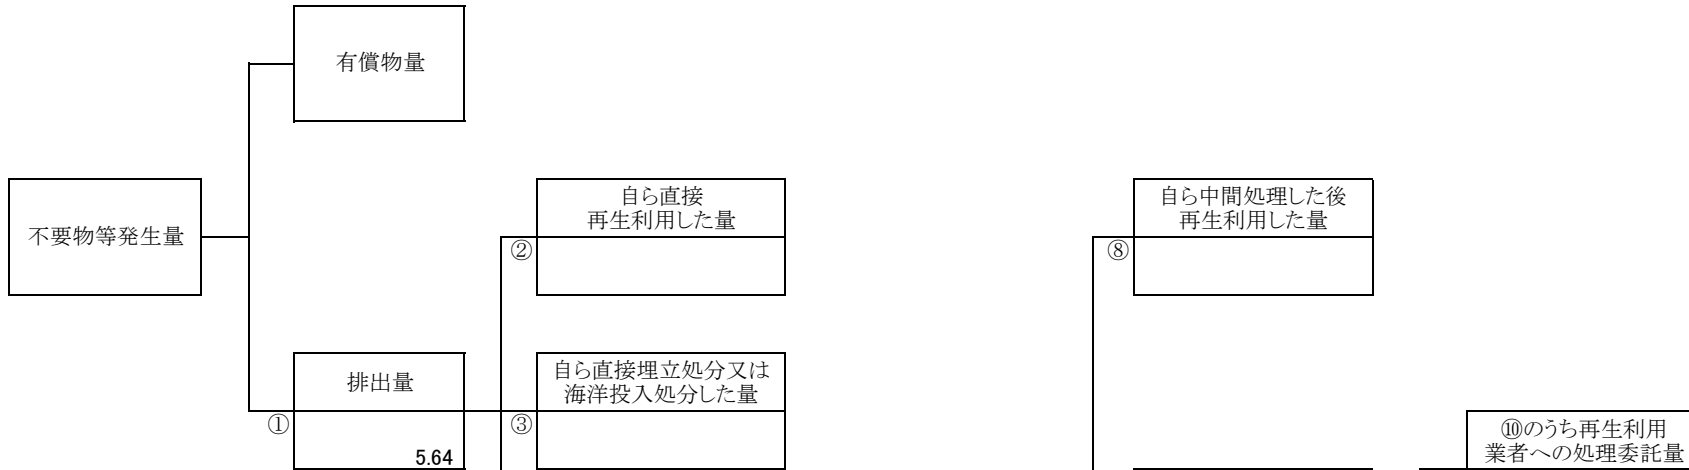 有償物量
不要物等発生量
自ら直接
再生利用した量
②
自ら中間処理した後
再生利用した量
⑧
排出量
①
5.64
自ら直接埋立処分又は
海洋投入処分した量
③
⑩のうち再生利用
業者への処理委託量